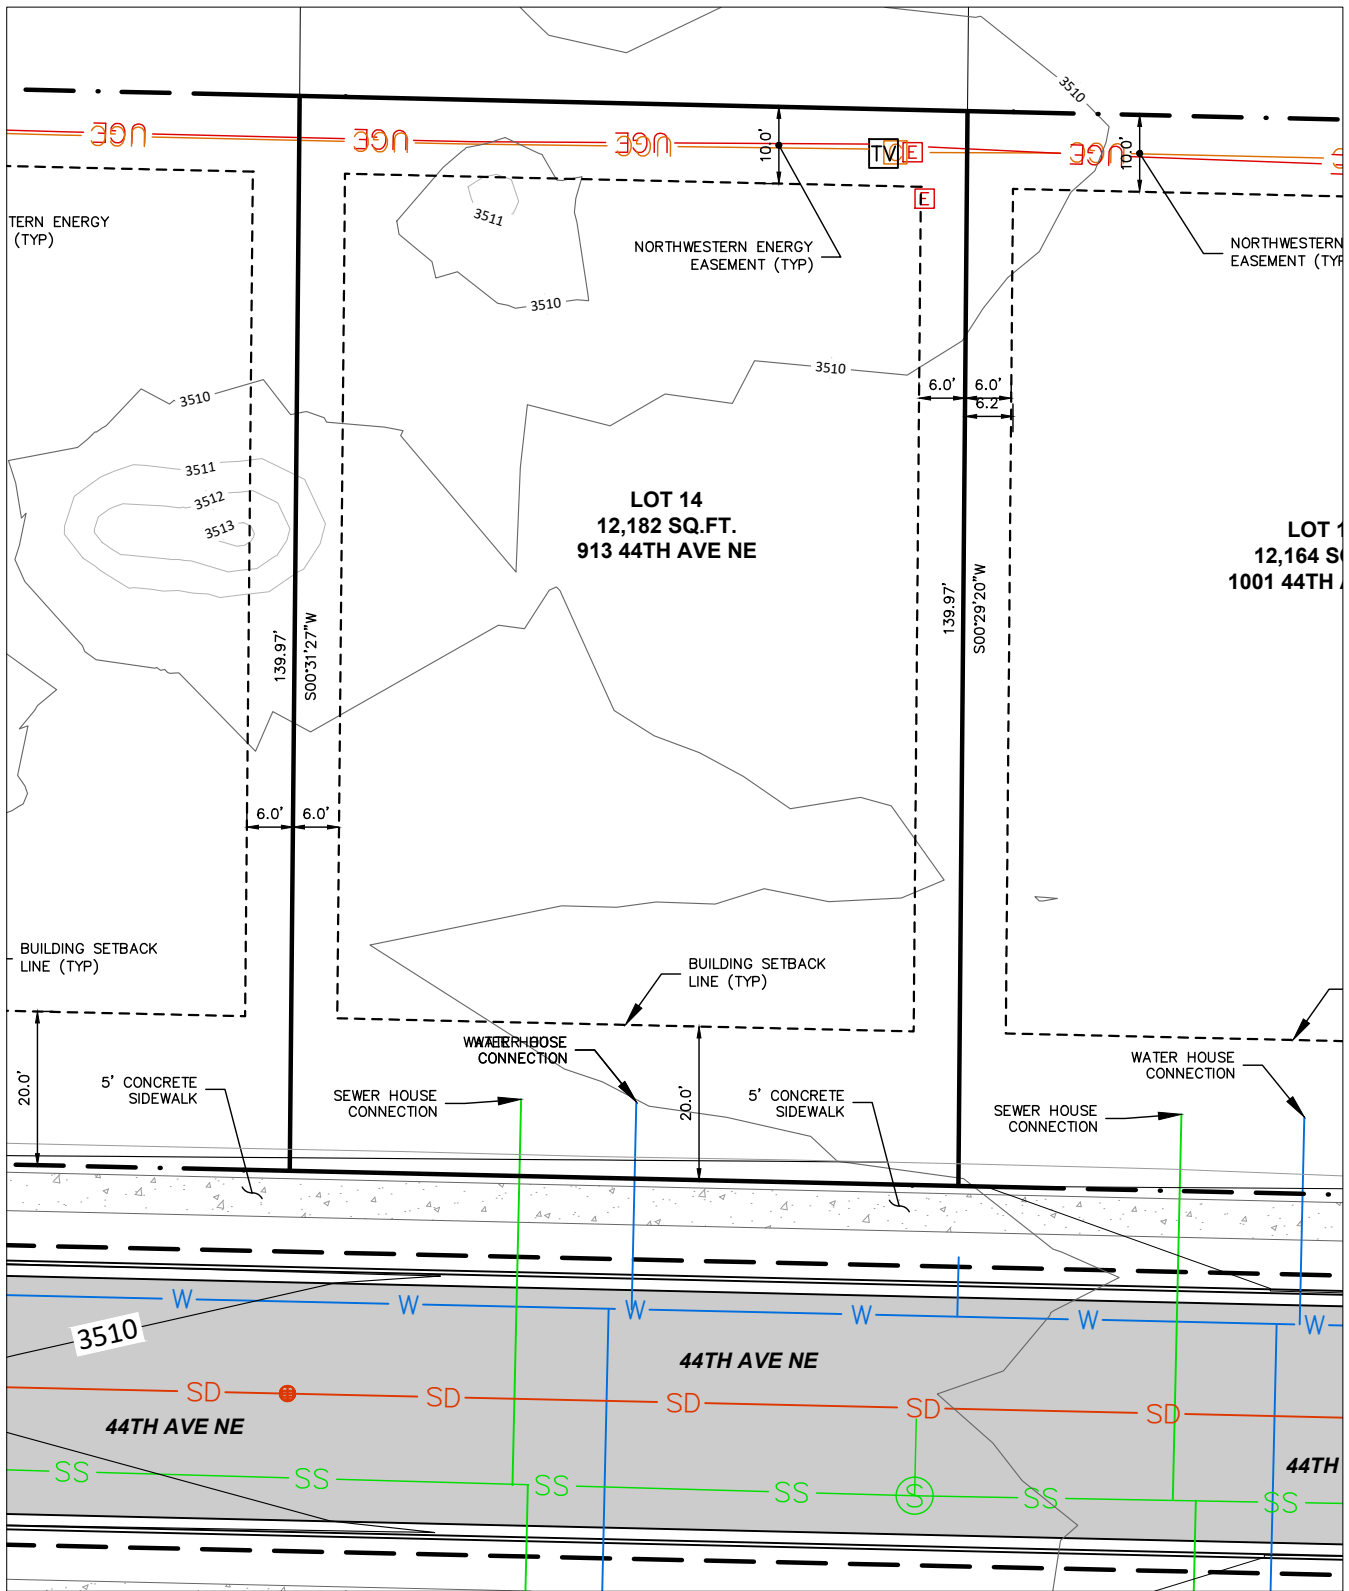 3510
UGE
UGE
UGE
UGE
10.0'
TV
E
E
10.0'
3511
TERN ENERGY
(TYP)
NORTHWESTERN ENERGY
EASEMENT (TYP)
NORTHWESTERN
EASEMENT (TYP
3510
3510
3510
6.0'
6.0'
6.2'
3511
3512
3513
LOT 14
12,182 SQ.FT.
913 44TH AVE NE
LOT 1
12,164 S
1001 44TH
139.97'
S00°31'27"W
139.97'
S00°29'20"W
6.0'
6.0'
BUILDING SETBACK
LINE (TYP)
BUILDING SETBACK
LINE (TYP)
WATER HOUSE
CONNECTION
WATER HOUSE
CONNECTION
20.0'
5' CONCRETE
SIDEWALK
SEWER HOUSE
CONNECTION
20.0'
5' CONCRETE
SIDEWALK
SEWER HOUSE
CONNECTION
W
W
W
W
W
W
3510
44TH AVE NE
SD
SD
SD
SD
SD
44TH AVE NE
44TH
SS
SS
SS
SS
S
SS
SS